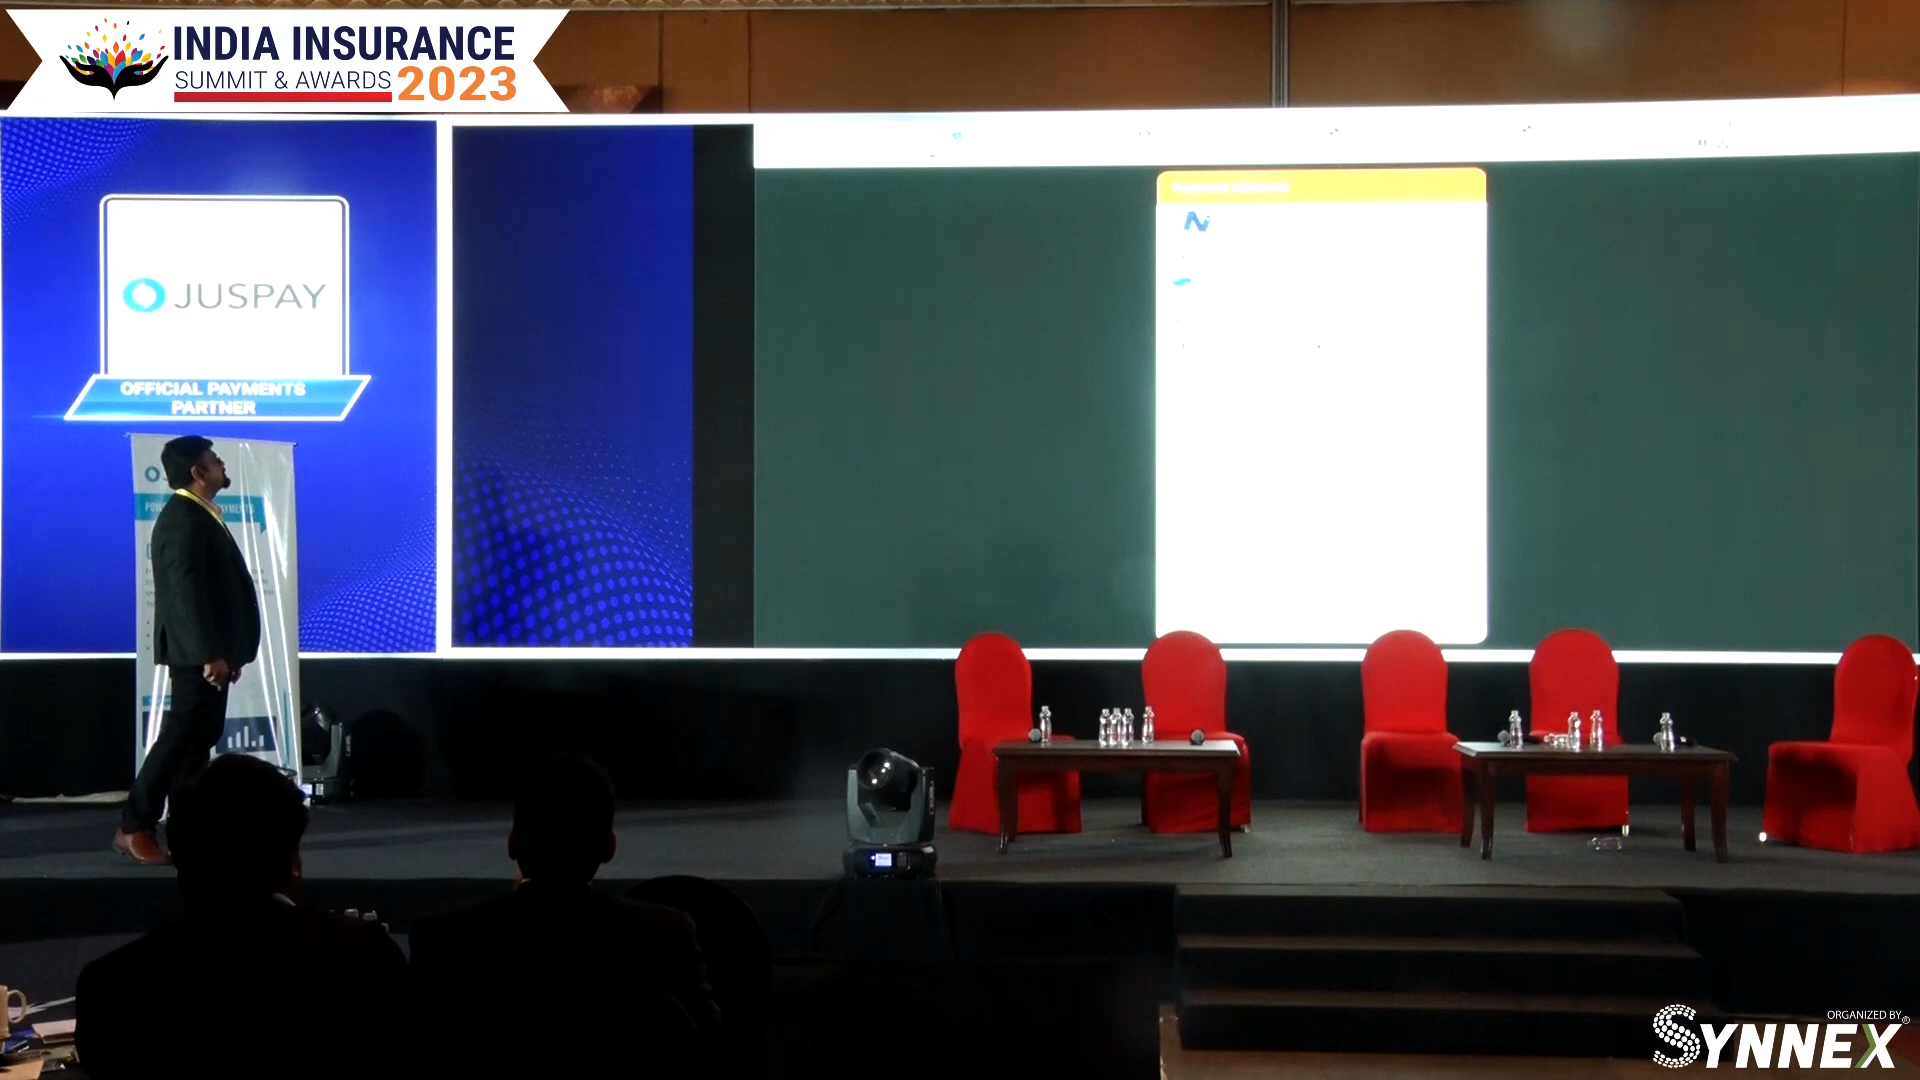 INDIA INSURANCE
SUMMIT & AWARDS 2023
JUSPAY
OFFICIAL PAYMENTS
PARTNER
ORGANIZED BY
SYNNEX®